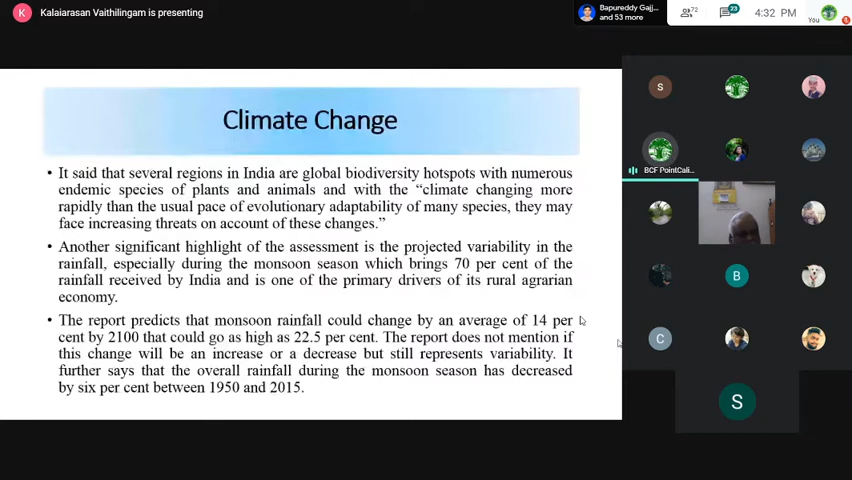 K Kalaiarasan Vaithilingam is presenting
Bapureddy Gajj...
and 53 more
72
23
4:32 PM
You
Climate Change
• It said that several regions in India are global biodiversity hotspots with numerous
endemic species of plants and animals and with the “climate changing more
rapidly than the usual pace of evolutionary adaptability of many species, they may
face increasing threats on account of these changes.”
• Another significant highlight of the assessment is the projected variability in the
rainfall, especially during the monsoon season which brings 70 per cent of the
rainfall received by India and is one of the primary drivers of its rural agrarian
economy.
• The report predicts that monsoon rainfall could change by an average of 14 per
cent by 2100 that could go as high as 22.5 per cent. The report does not mention if
this change will be an increase or a decrease but still represents variability. It
further says that the overall rainfall during the monsoon season has decreased
by six per cent between 1950 and 2015.
S
BCF PointCali...
B
C
S